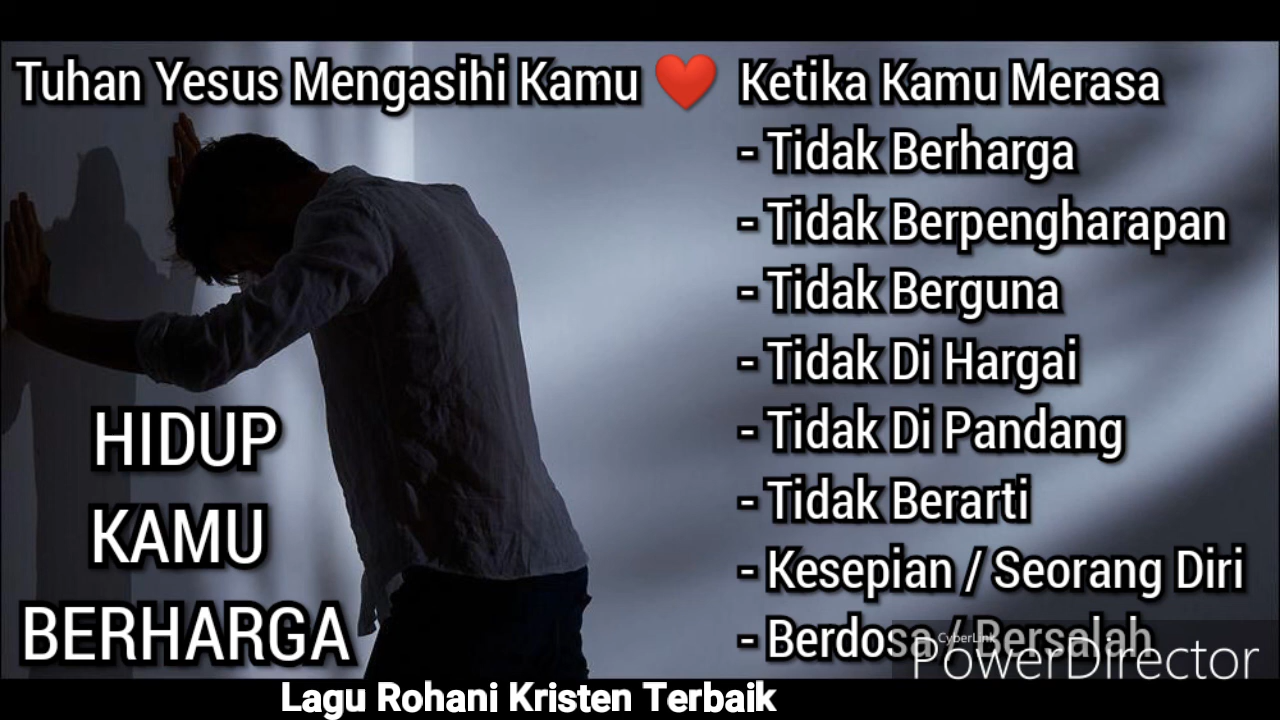 Tuhan Yesus Mengasihi Kamu ❤️
HIDUP
KAMU
BERHARGA
Ketika Kamu Merasa
- Tidak Berharga
- Tidak Berpengharapan
- Tidak Berguna
- Tidak Di Hargai
- Tidak Di Pandang
- Tidak Berarti
- Kesepian / Seorang Diri
- Berdosa / Bersalah
CyberLink
PowerDirector
Lagu Rohani Kristen Terbaik